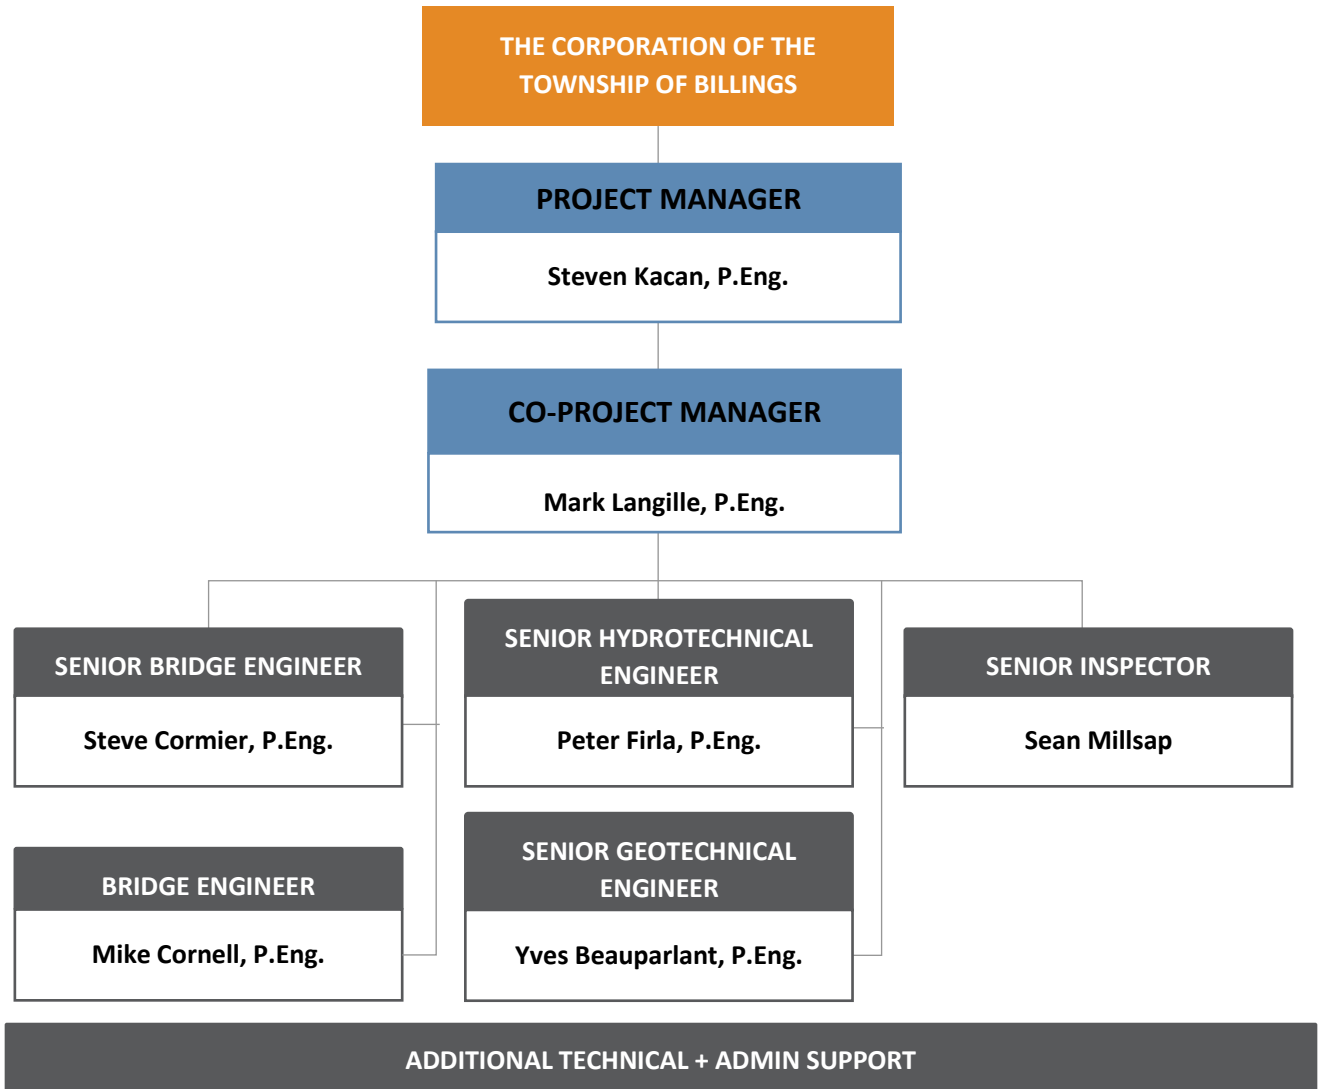 THE CORPORATION OF THE
TOWNSHIP OF BILLINGS
PROJECT MANAGER
Steven Kacan, P.Eng.
CO-PROJECT MANAGER
Mark Langille, P.Eng.
SENIOR BRIDGE ENGINEER
Steve Cormier, P.Eng.
SENIOR HYDROTECHNICAL
ENGINEER
Peter Firla, P.Eng.
SENIOR INSPECTOR
Sean Millsap
BRIDGE ENGINEER
Mike Cornell, P.Eng.
SENIOR GEOTECHNICAL
ENGINEER
Yves Beauparlant, P.Eng.
ADDITIONAL TECHNICAL + ADMIN SUPPORT